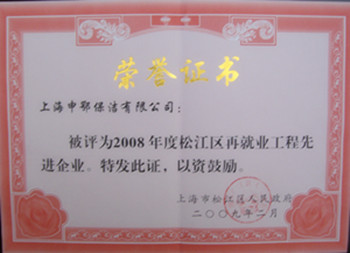 荣誉证书
上海申鄂保洁有限公司：
被评为2008年度松江区再就业工程先
进企业。特发此证，以资鼓励。
上海市松江区人民政府
二〇〇九年二月